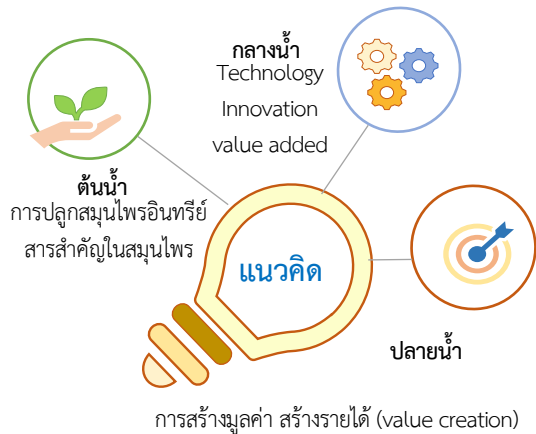 กลางน้ำ
Technology
Innovation
value added
ต้นน้ำ
การปลูกสมุนไพรอินทรีย์
สารสำคัญในสมุนไพร
แนวคิด
ปลายน้ำ
การสร้างมูลค่า สร้างรายได้ (value creation)